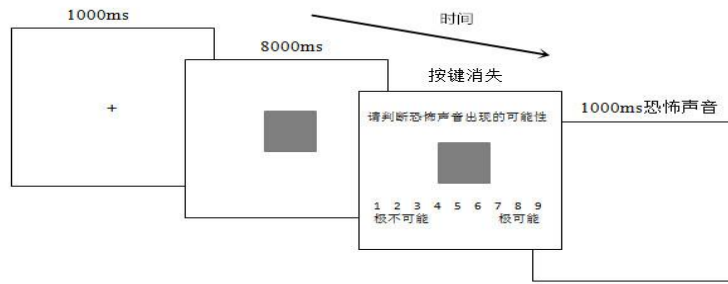 1000ms
时间
8000ms
按键消失
1000ms恐怖声音
+
请判断恐怖声音出现的可能性
1 2 3 4 5 6 7 8 9
极不可能 极可能